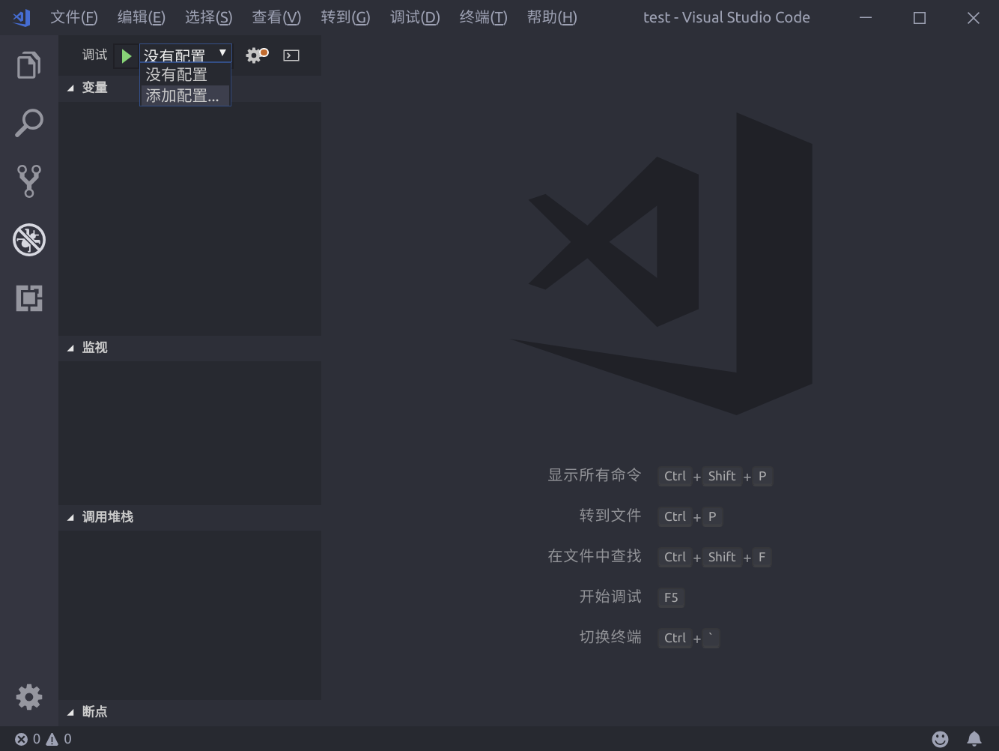 文件(F) 编辑(E) 选择(S) 查看(V) 转到(G) 调试(D) 终端(T) 帮助(H) test - Visual Studio Code
调试 没有配置
没有配置
添加配置...
变量
监视
调用堆栈
断点
显示所有命令 Ctrl + Shift + P
转到文件 Ctrl + P
在文件中查找 Ctrl + Shift + F
开始调试 F5
切换终端 Ctrl + `
0 0